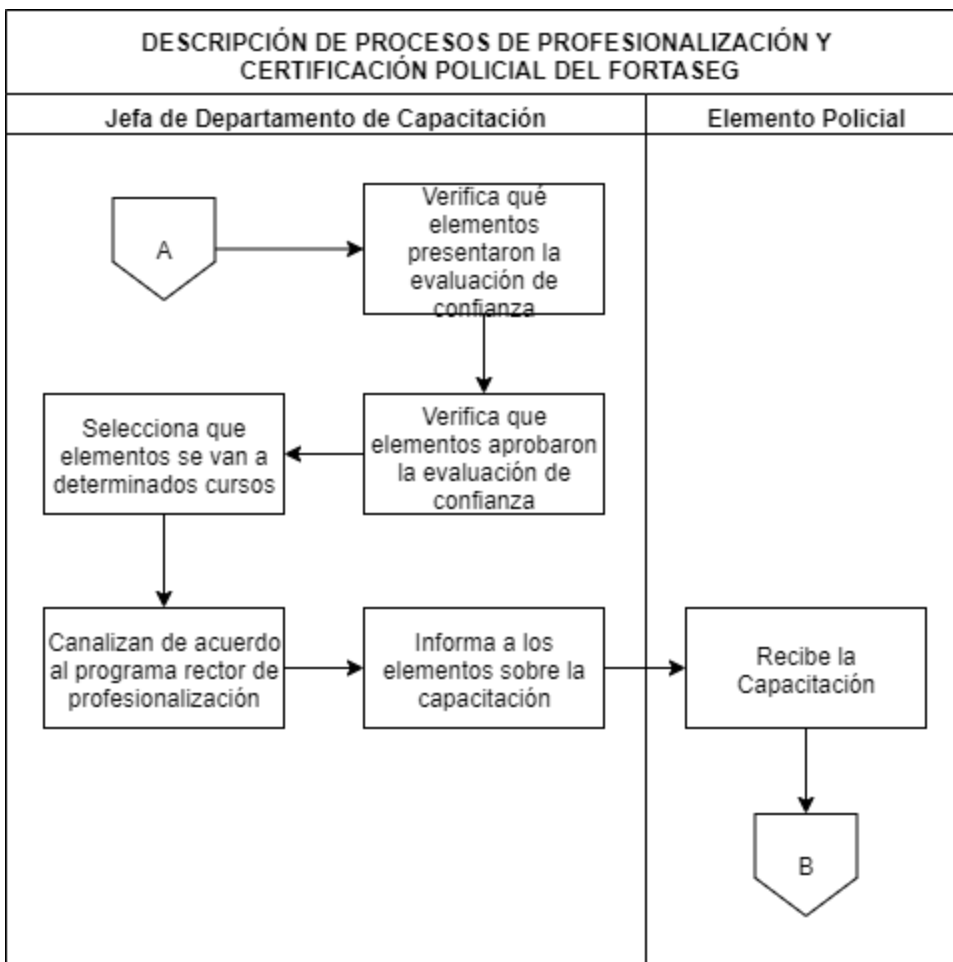 DESCRIPCIÓN DE PROCESOS DE PROFESIONALIZACIÓN Y
CERTIFICACIÓN POLICIAL DEL FORTASEG
Jefa de Departamento de Capacitación
Elemento Policial
A
Verifica qué
elementos
presentaron la
evaluación de
confianza
Verifica que
elementos aprobaron
la evaluación de
confianza
Selecciona que
elementos se van a
determinados cursos
Canalizan de acuerdo
al programa rector de
profesionalización
Informa a los
elementos sobre la
capacitación
Recibe la
Capacitación
B